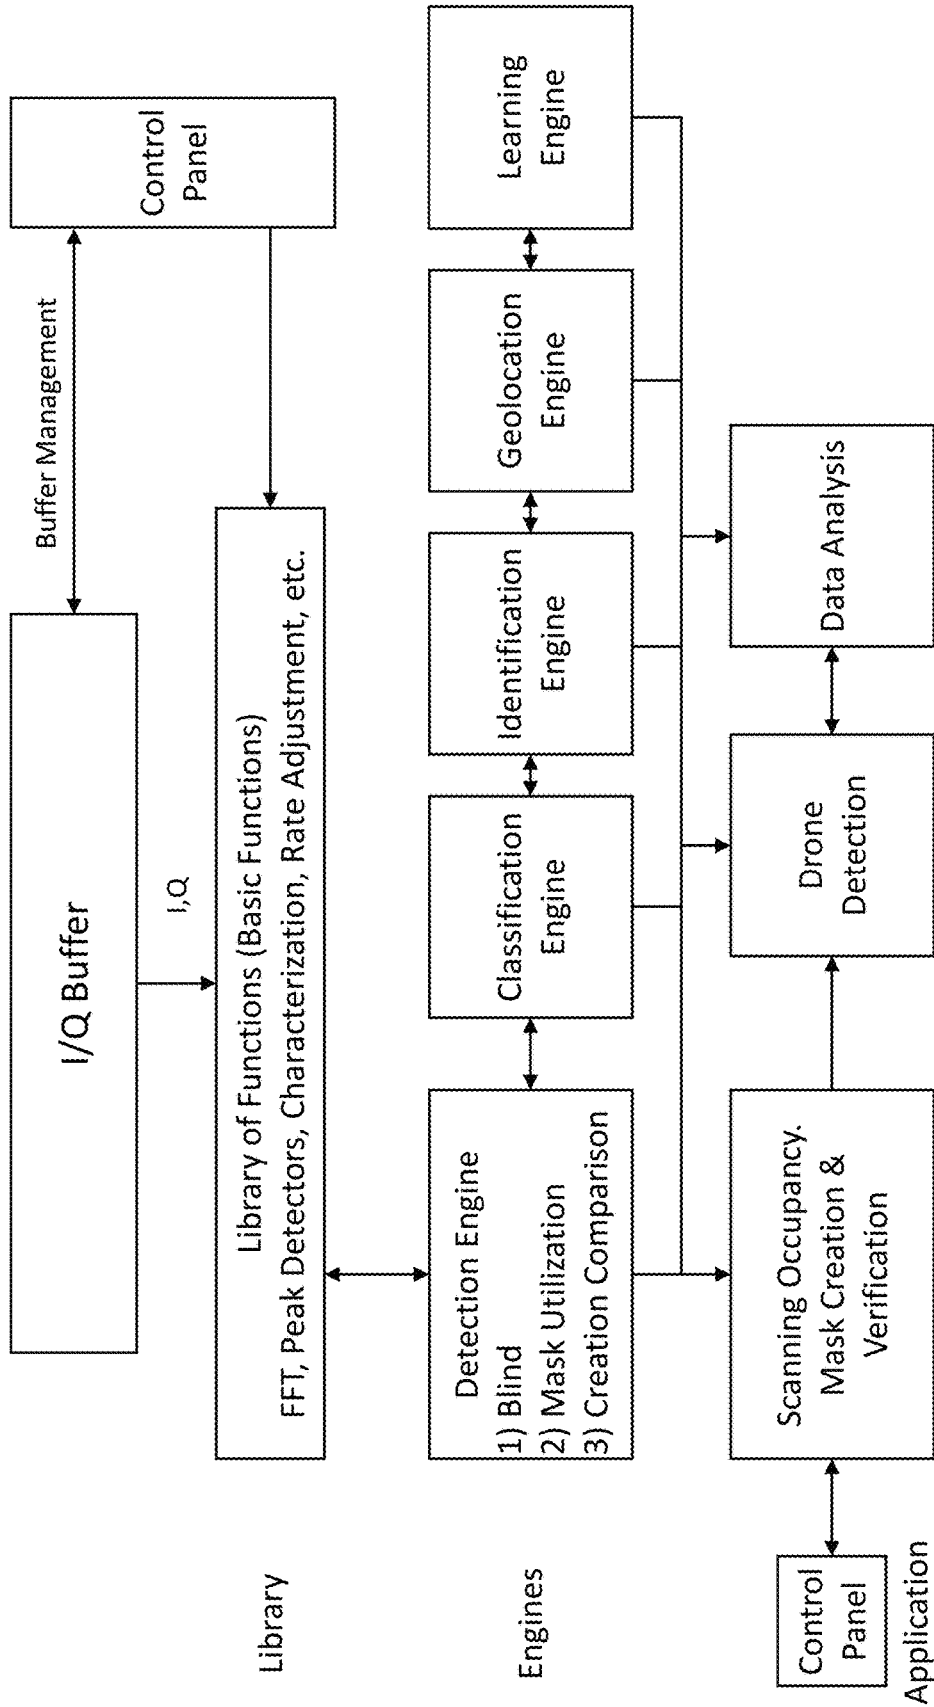 I/Q Buffer
Buffer Management
Control
Panel
I,Q
Library
Library of Functions (Basic Functions)
FFT, Peak Detectors, Characterization, Rate Adjustment, etc.
Engines
Detection Engine
1) Blind
2) Mask Utilization
3) Creation Comparison
Classification
Engine
Identification
Engine
Geolocation
Engine
Learning
Engine
Control
Panel
Application
Scanning Occupancy.
Mask Creation &
Verification
Drone
Detection
Data Analysis